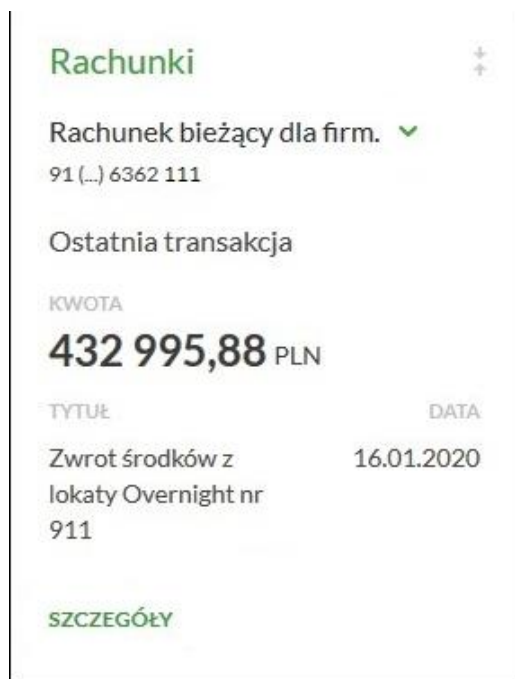 Rachunki
Rachunek bieżący dla firm.
91 (...) 6362 111
Ostatnia transakcja
KWOTA
432 995,88 PLN
TYTUŁ DATA
Zwrot środków z 16.01.2020
lokaty Overnight nr
911
SZCZEGÓŁY